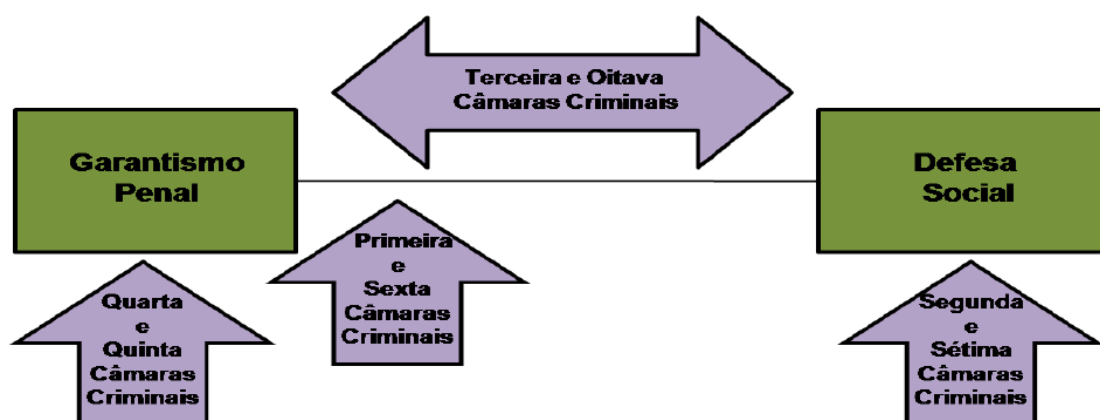 Terceira e Oitava
Câmaras Criminais
Garantismo
Penal
Defesa
Social
Primeira
e
Sexta
Câmaras
Criminais
Quarta
e
Quinta
Câmaras
Criminais
Segunda
e
Sétima
Câmaras
Criminais